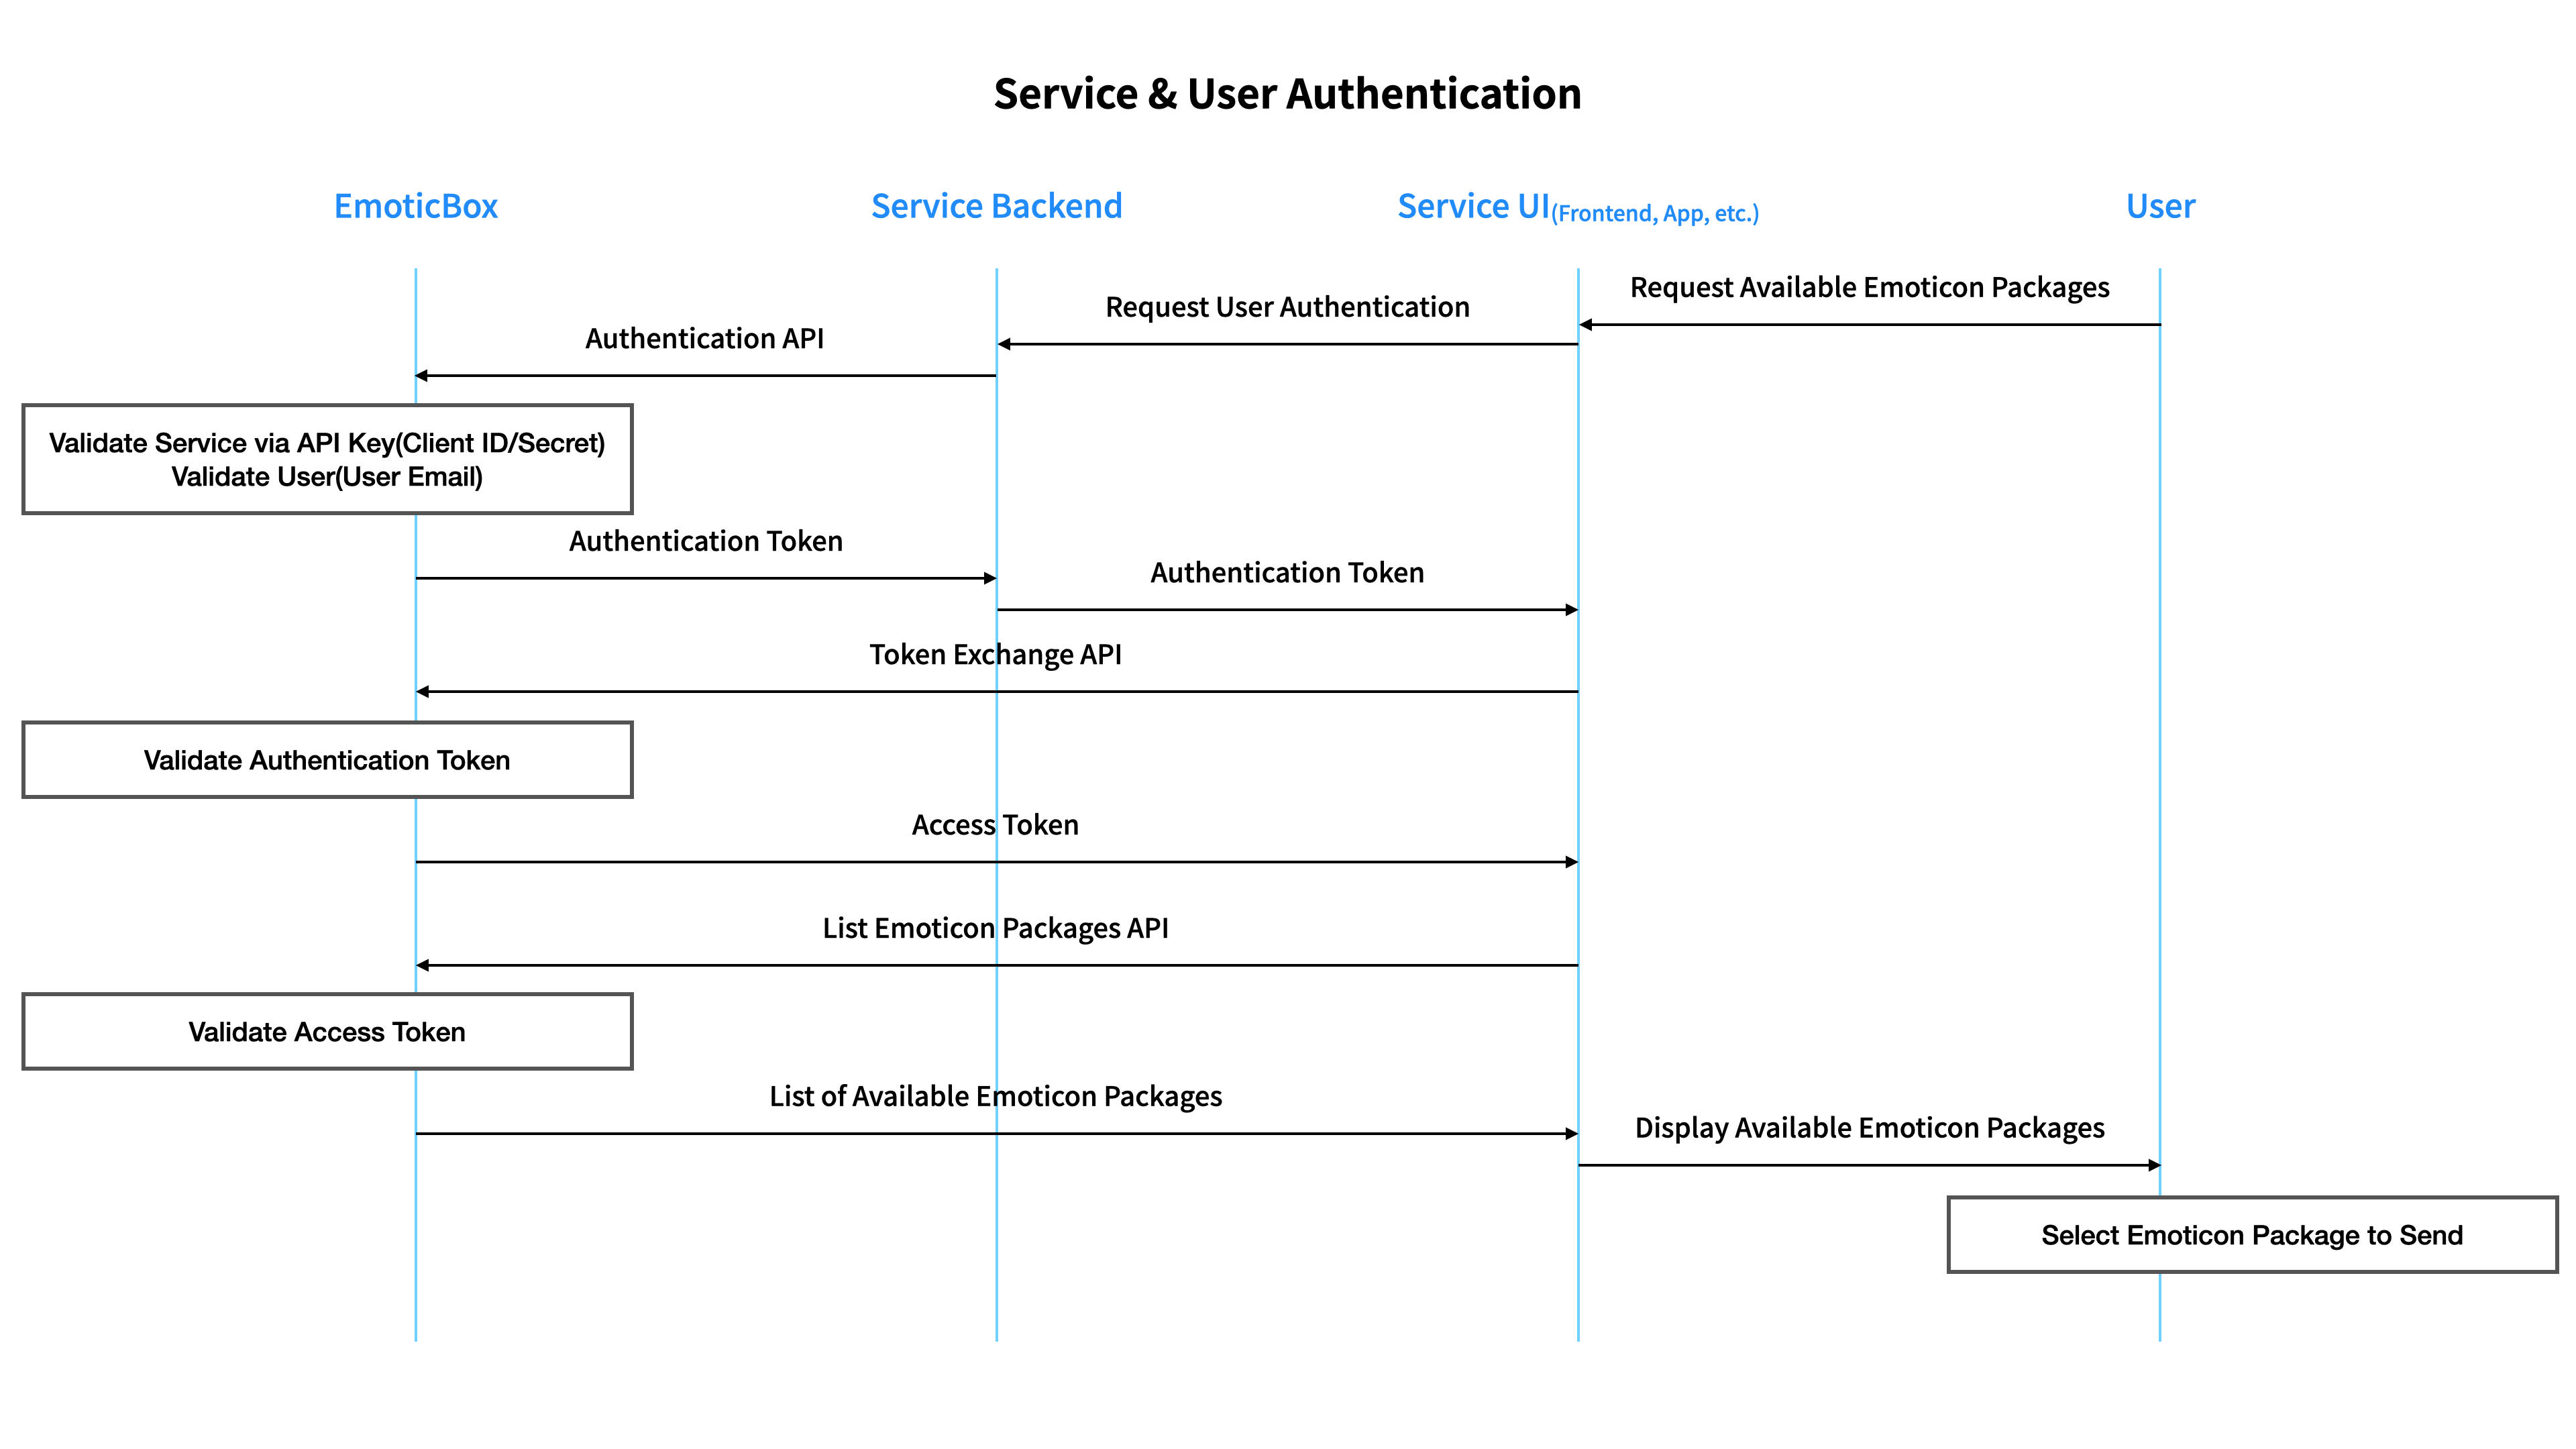 Service & User Authentication
EmoticBox
Service Backend
Service UI(Frontend, App, etc.)
User
Request Available Emoticon Packages
Request User Authentication
Authentication API
Validate Service via API Key(Client ID/Secret)
Validate User(User Email)
Authentication Token
Authentication Token
Token Exchange API
Validate Authentication Token
Access Token
List Emoticon Packages API
Validate Access Token
List of Available Emoticon Packages
Display Available Emoticon Packages
Select Emoticon Package to Send